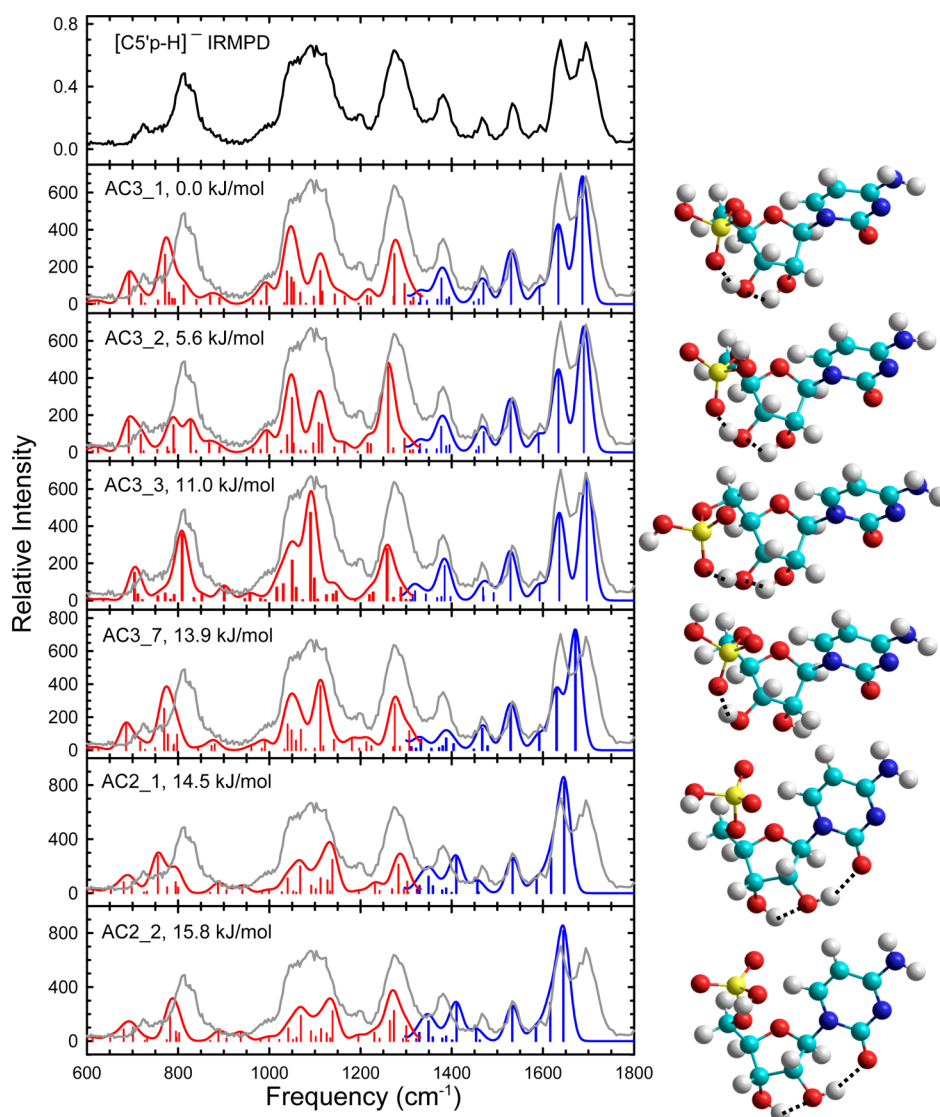 0.8
[C5'p-H]⁻ IRMPD
0.4
0.0
600
AC3_1, 0.0 kJ/mol
400
200
0
600
AC3_2, 5.6 kJ/mol
400
200
0
600
AC3_3, 11.0 kJ/mol
400
200
0
800
AC3_7, 13.9 kJ/mol
600
400
200
0
800
AC2_1, 14.5 kJ/mol
400
0
800
AC2_2, 15.8 kJ/mol
400
0
Relative Intensity
600 800 1000 1200 1400 1600 1800
Frequency (cm⁻¹)